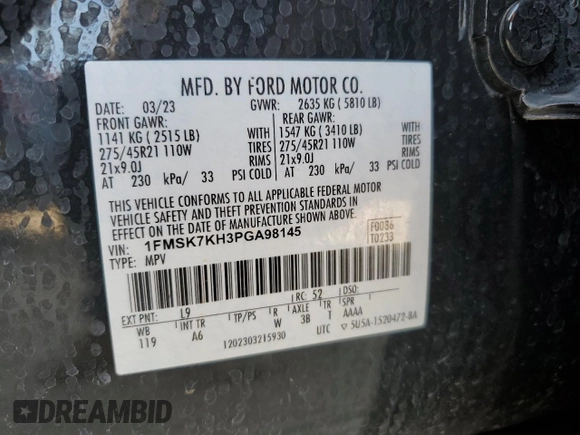 MFD. BY FORD MOTOR CO.
DATE: 03/23 GVWR: 2635 KG ( 5810 LB)
FRONT GAWR: REAR GAWR:
1141 KG ( 2515 LB) WITH 1547 KG ( 3410 LB) WITH
275/45R21 110W TIRES 275/45R21 110W TIRES
21x9.0J RIMS 21x9.0J RIMS
AT 230 kPa/ 33 PSI COLD AT 230 kPa/ 33 PSI COLD
THIS VEHICLE CONFORMS TO ALL APPLICABLE FEDERAL MOTOR
VEHICLE SAFETY AND THEFT PREVENTION STANDARDS IN
EFFECT ON THE DATE OF MANUFACTURE SHOWN ABOVE.
VIN: 1FMSK7KH3PGA98145 F0086
TYPE: MPV T0233
EXT PNT: L9 RC: 52 DSO:
WB INT TR TP/PS R AXLE TR SPR
119 A6 W 3B T AAAA
1202303215930 UTC ▽ 5U5A-1520472-BA
DREAMBID